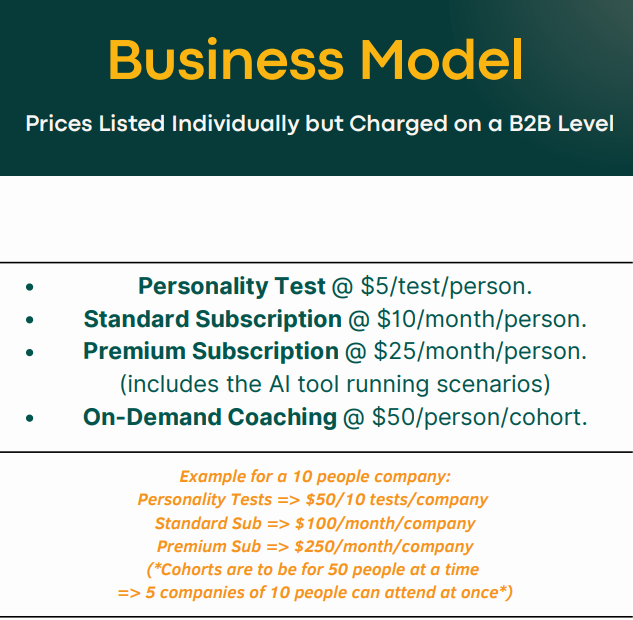 Business Model
Prices Listed Individually but Charged on a B2B Level
• Personality Test @ $5/test/person.
• Standard Subscription @ $10/month/person.
• Premium Subscription @ $25/month/person.
(includes the AI tool running scenarios)
• On-Demand Coaching @ $50/person/cohort.
Example for a 10 people company:
Personality Tests => $50/10 tests/company
Standard Sub => $100/month/company
Premium Sub => $250/month/company
(*Cohorts are to be for 50 people at a time
=> 5 companies of 10 people can attend at once*)